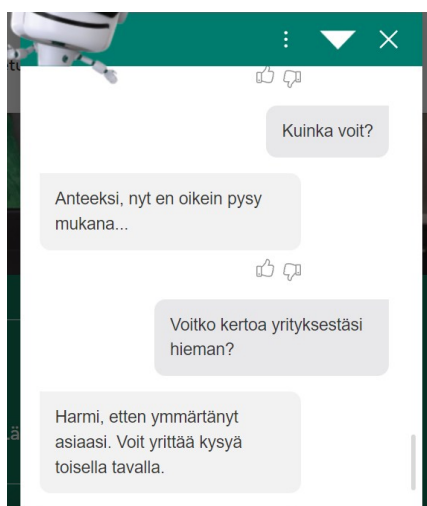 Kuinka voit?
Anteeksi, nyt en oikein pysy
mukana...
Voitko kertoa yrityksestäsi
hieman?
Harmi, etten ymmärtänyt
asiaasi. Voit yrittää kysyä
toisella tavalla.